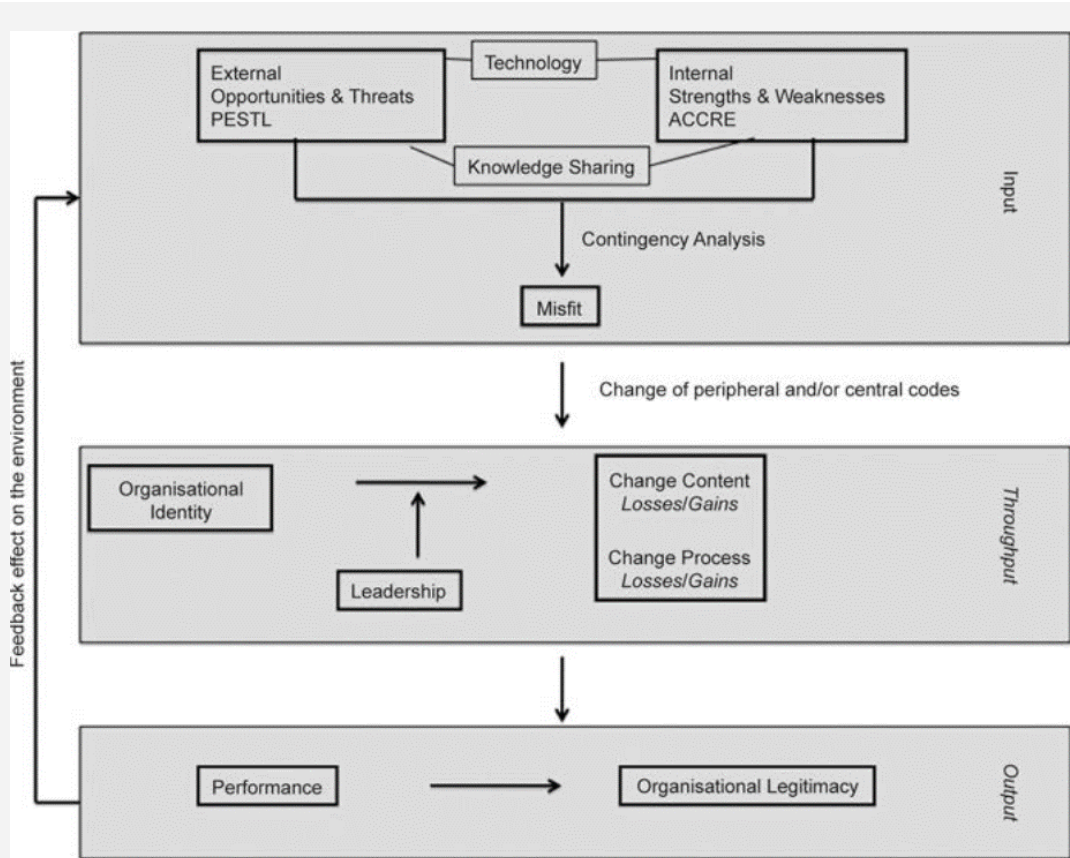 Technology
External
Opportunities & Threats
PESTL
Internal
Strengths & Weaknesses
ACCRE
Knowledge Sharing
Input
Contingency Analysis
Misfit
Change of peripheral and/or central codes
Feedback effect on the environment
Organisational
Identity
Change Content
Losses/Gains
Change Process
Losses/Gains
Leadership
Throughput
Performance
Organisational Legitimacy
Output